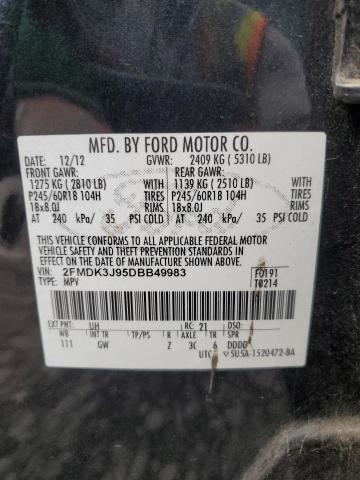 MFD. BY FORD MOTOR CO.
DATE: 12/12 GVWR: 2409 KG ( 5310 LB)
FRONT GAWR: REAR GAWR:
1275 KG ( 2810 LB) 1139 KG ( 2510 LB)
P245/60R18 104H TIRES P245/60R18 104H
18x8.0J RIMS 18x8.0J
AT 240 kPa/ 35 PSI COLD AT 240 kPa/ 35 PSI COLD
THIS VEHICLE CONFORMS TO ALL APPLICABLE FEDERAL MOTOR
VEHICLE SAFETY, BUMPER, AND THEFT PREVENTION STANDARDS IN
EFFECT ON THE DATE OF MANUFACTURE SHOWN ABOVE.
VIN: 2FMDK3J95DBB49983 F0191
TYPE: MPV T0214
EXT PNT: UH RC: 21 DSO:
WB INT TR TP/PS R AXLE TR SPR
111 GW Z 3C 6 DDDD
UTC ▽5U5A-1520472-BA